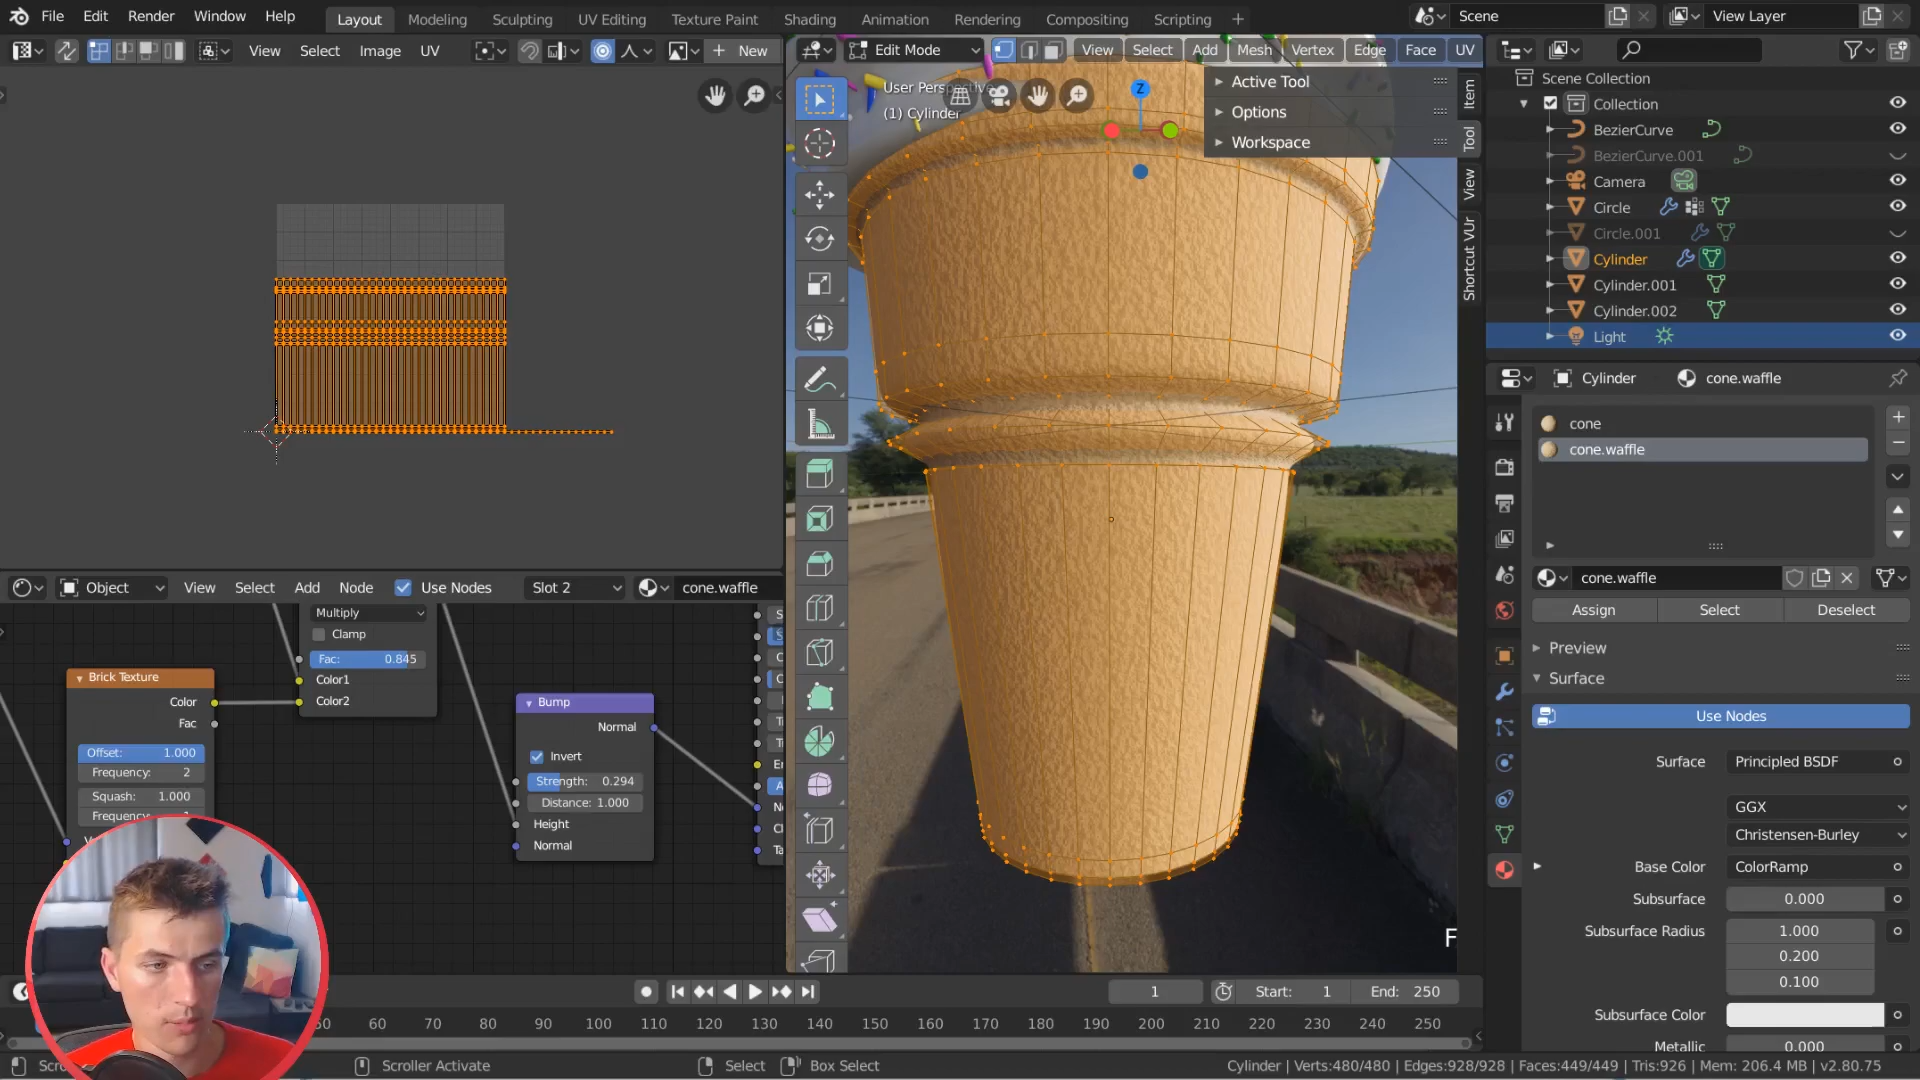 File Edit Render Window Help Layout Modeling Sculpting UV Editing Texture Paint Shading Animation Rendering Compositing Scripting + Scene View Layer
View Select Image UV New Edit Mode View Select Add Mesh Vertex Edge Face UV
User Perspective
(1) Cylinder
Active Tool
Options
Workspace
Item
Tool
View
Shortcut VUr
Z
Scene Collection
Collection
BezierCurve
BezierCurve.001
Camera
Circle
Circle.001
Cylinder
Cylinder.001
Cylinder.002
Light
Cylinder cone.waffle
cone
cone.waffle
cone.waffle
Assign Select Deselect
Preview
Surface
Use Nodes
Surface Principled BSDF
GGX
Christensen-Burley
Base Color ColorRamp
Subsurface 0.000
Subsurface Radius 1.000
0.200
0.100
Subsurface Color
Metallic 0.000
Object View Select Add Node Use Nodes Slot 2 cone.waffle
Multiply
Clamp
Fac: 0.845
Color1
Color2
Brick Texture
Color
Fac
Offset: 1.000
Frequency: 2
Squash: 1.000
Frequency:
Bump
Normal
Invert
Strength: 0.294
Distance: 1.000
Height
Normal
F
1 Start: 1 End: 250
50 60 70 80 90 100 110 120 130 140 150 160 170 180 190 200 210 220 230 240 250
Scroller Activate Select Box Select Cylinder | Verts:480/480 | Edges:928/928 | Faces:449/449 | Tris:926 | Mem: 206.4 MB | v2.80.75